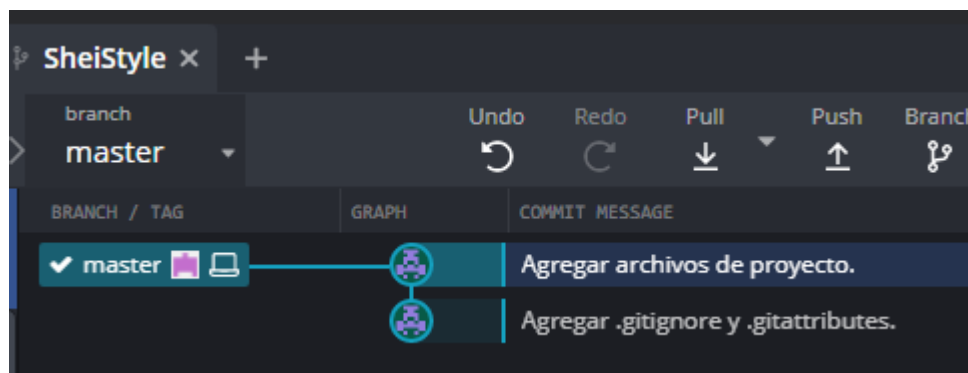 SheiStyle × +
branch
master
Undo Redo Pull Push Branch
BRANCH / TAG GRAPH COMMIT MESSAGE
master Agregar archivos de proyecto.
Agregar .gitignore y .gitattributes.